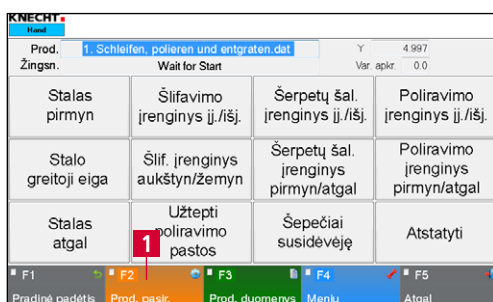 KNECHT
Hand
Prod. 1. Schleifen, polieren und entgraten.dat Y 4.997
Žingsn. Wait for Start Var. apkr. 0.0
Stalas pirmyn
Šlifavimo įrenginys įj./išj.
Šerpetų šal. įrenginys įj./išj.
Poliravimo įrenginys įj./išj.
Stalo greitoji eiga
Šlif. įrenginys aukštyn/žemyn
Šerpetų šal. įrenginys pirmyn/atgal
Poliravimo įrenginys pirmyn/atgal
Stalas atgal
Užtepti poliravimo pastos
Šepečiai susidėvėję
Atstatyti
1
F1 F2 F3 F4 F5
Pradinė padėtis Prod. pasir. Prod. duomenys Meniu Atgal